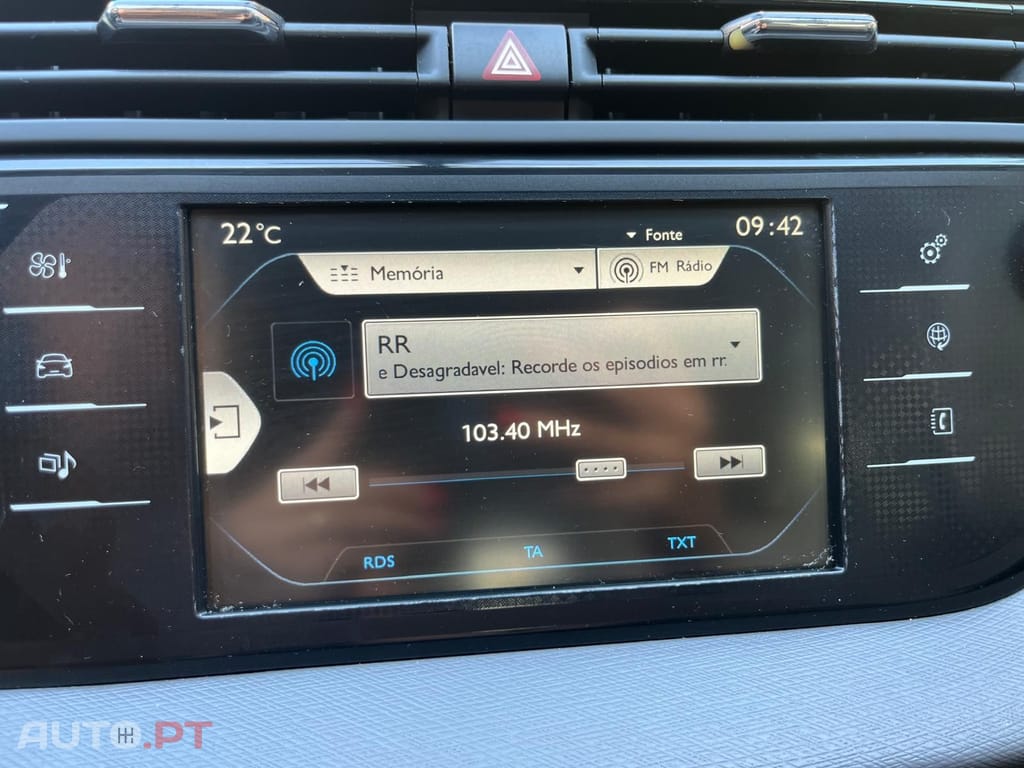 22°C
Fonte
09:42
Memória
FM Rádio
RR
e Desagradavel: Recorde os episodios em rr.
103.40 MHz
RDS
TA
TXT
AUTO.PT